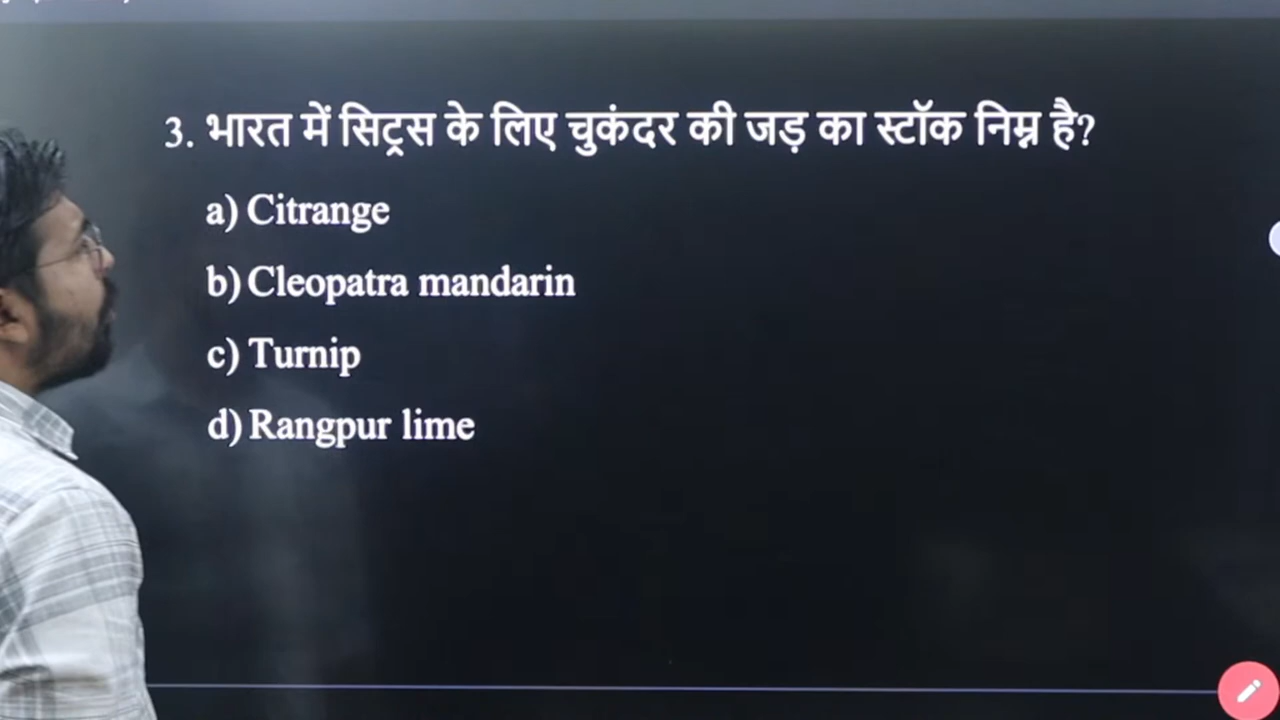 3. भारत में सिट्रस के लिए चुकंदर की जड़ का स्टॉक निम्न है?
a) Citrange
b) Cleopatra mandarin
c) Turnip
d) Rangpur lime